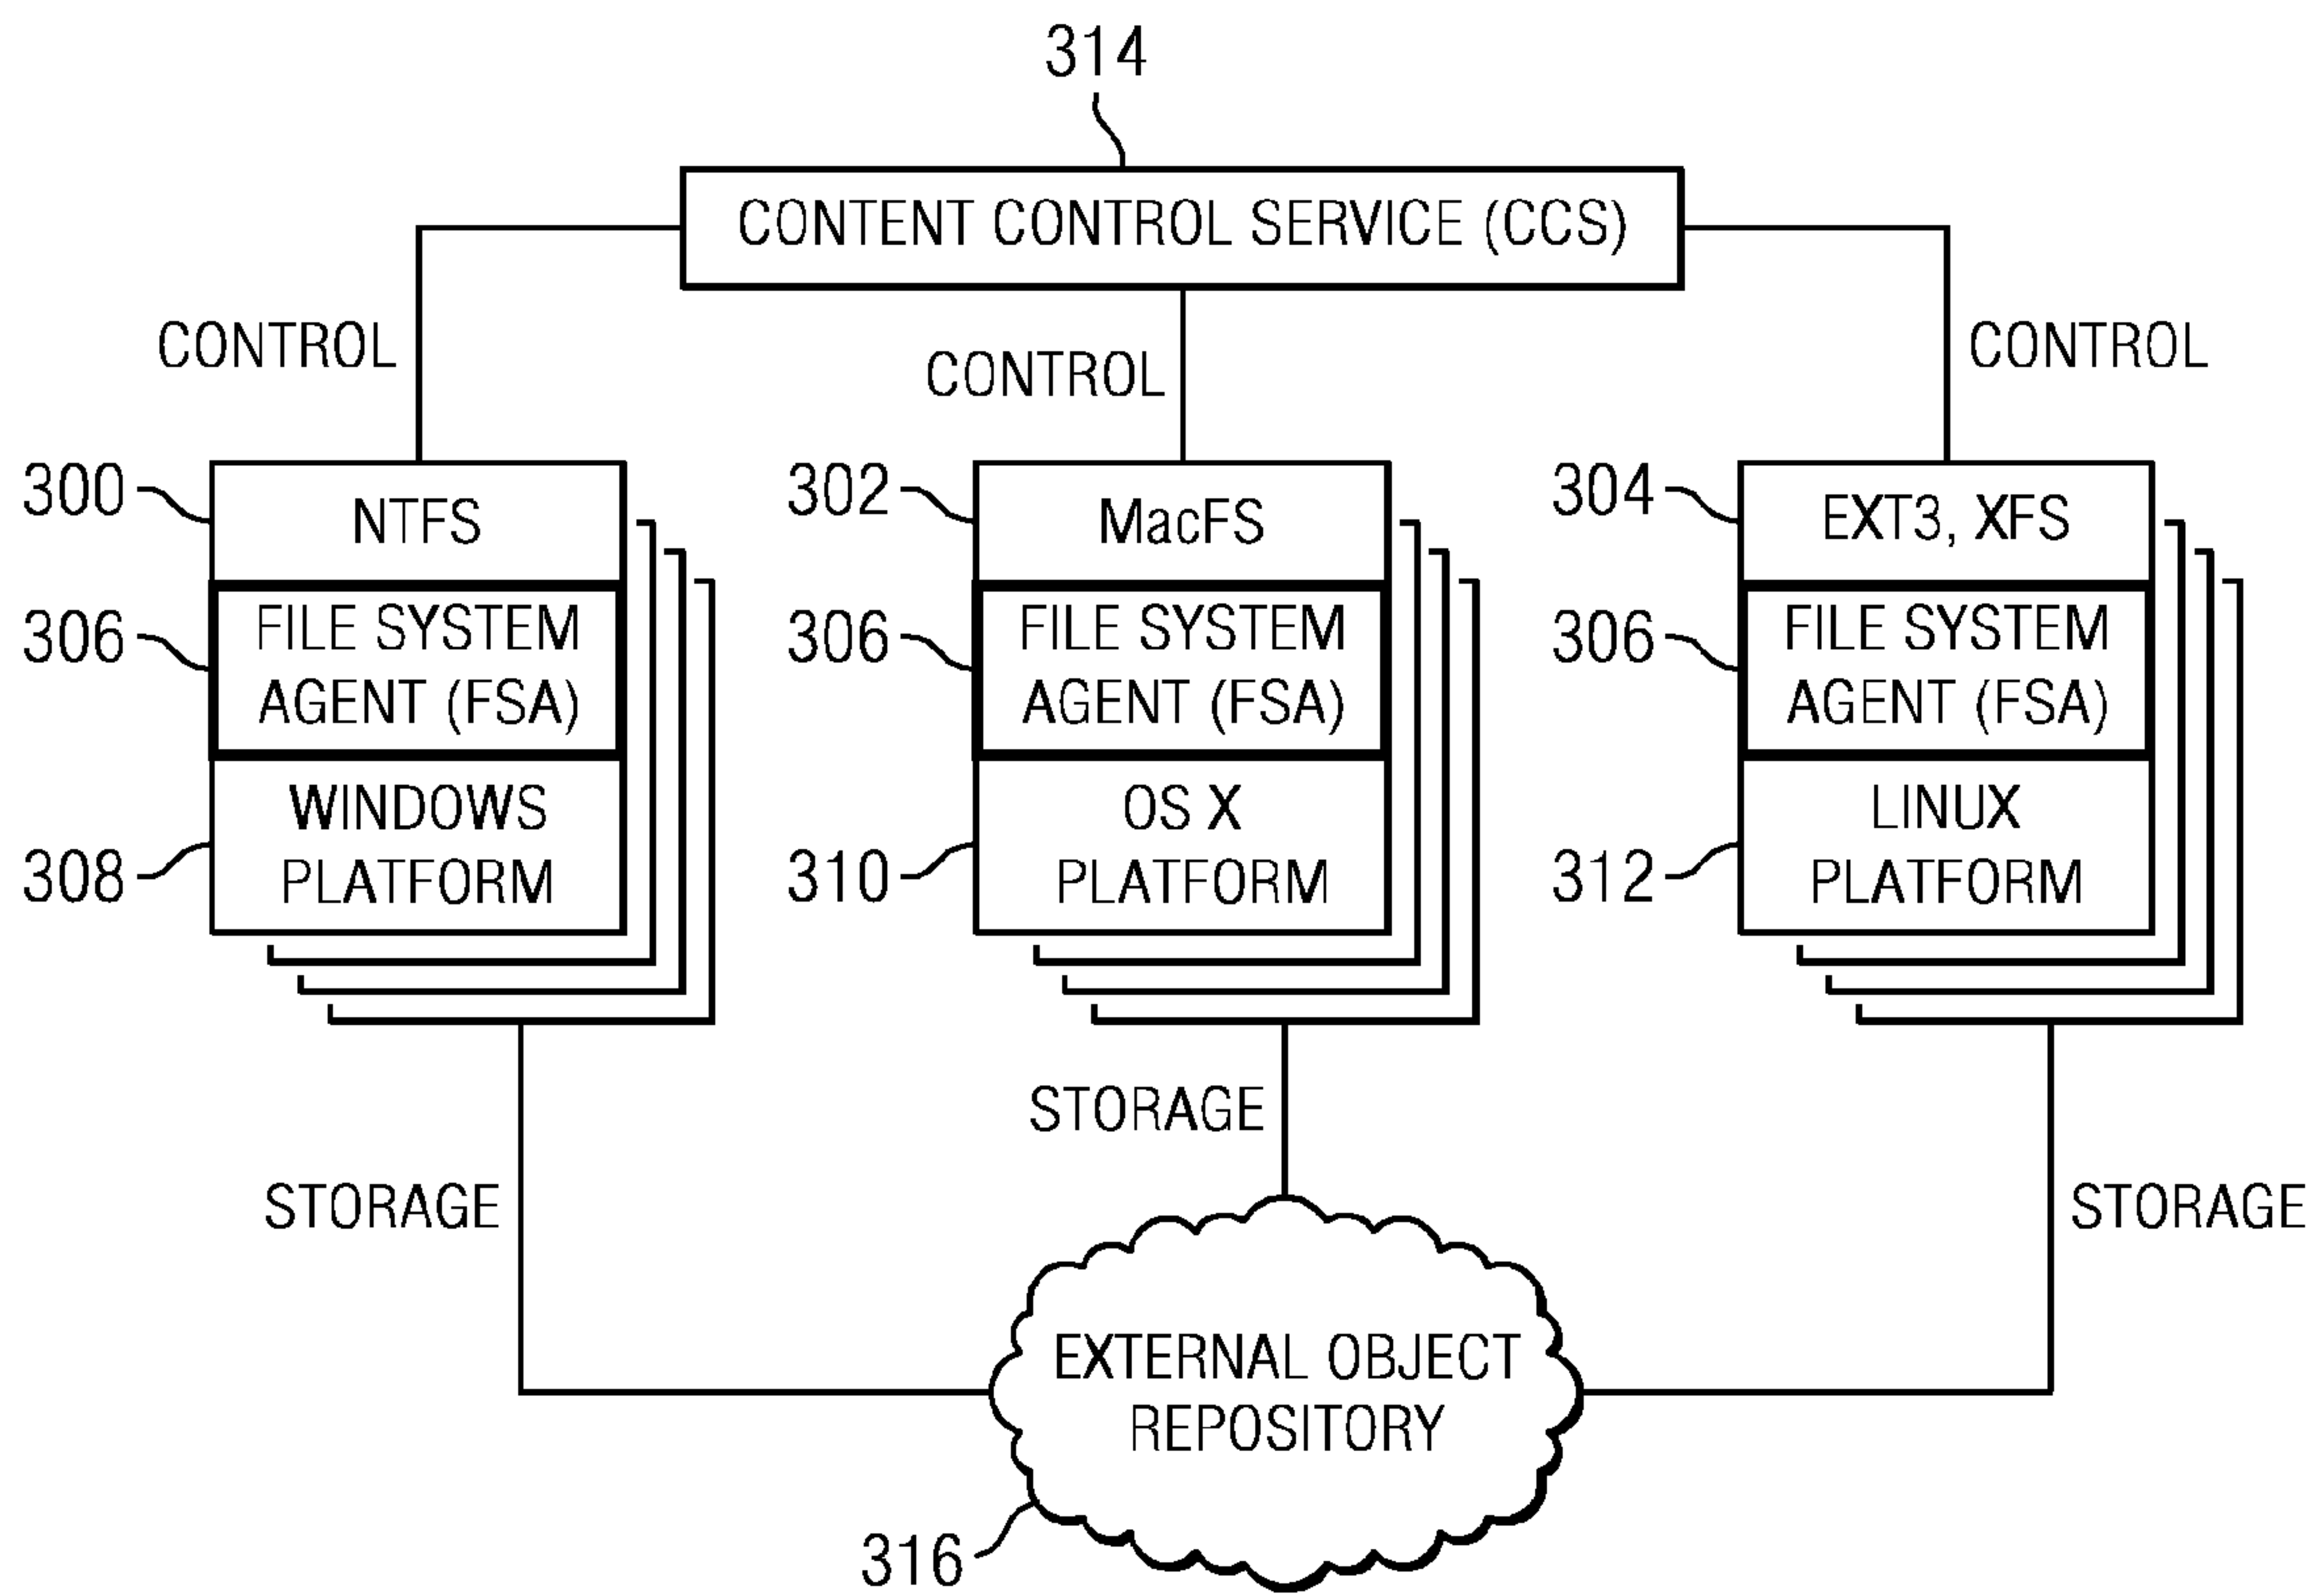 314
CONTENT CONTROL SERVICE (CCS)
CONTROL
CONTROL
CONTROL
300
NTFS
306
FILE SYSTEM
AGENT (FSA)
308
WINDOWS
PLATFORM
302
MacFS
306
FILE SYSTEM
AGENT (FSA)
310
OS X
PLATFORM
304
EXT3, XFS
306
FILE SYSTEM
AGENT (FSA)
312
LINUX
PLATFORM
STORAGE
STORAGE
STORAGE
EXTERNAL OBJECT
REPOSITORY
316